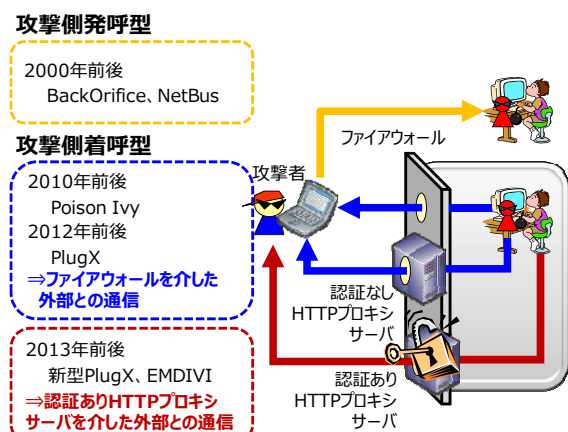 攻撃側発呼型
2000年前後
BackOrifice、NetBus
攻撃側着呼型
2010年前後
Poison Ivy
2012年前後
PlugX
⇒ファイアウォールを介した
外部との通信
2013年前後
新型PlugX、EMDIVI
⇒認証ありHTTPプロキシ
サーバを介した外部との通信
ファイアウォール
攻撃者
認証なし
HTTPプロキシ
サーバ
認証あり
HTTPプロキシ
サーバ